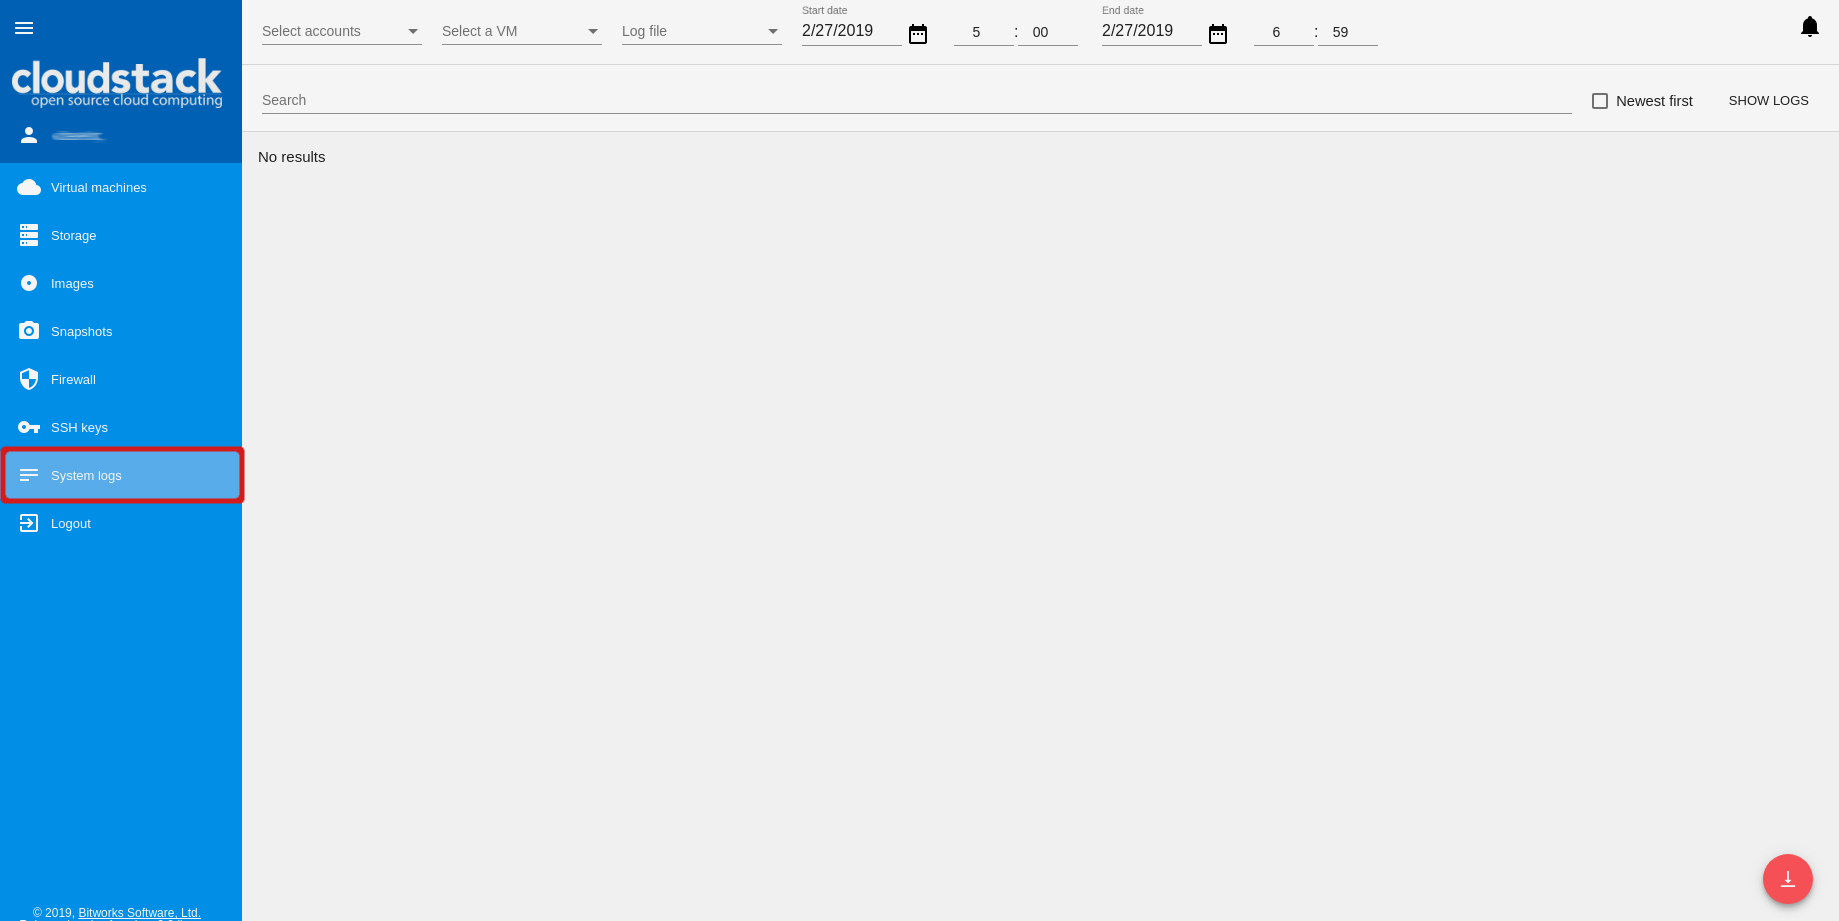 cloudstack
open source cloud computing
Virtual machines
Storage
Images
Snapshots
Firewall
SSH keys
System logs
Logout
© 2019, Bitworks Software, Ltd.
Select accounts
Select a VM
Log file
Start date
2/27/2019
5 : 00
End date
2/27/2019
6 : 59
Search
Newest first
SHOW LOGS
No results